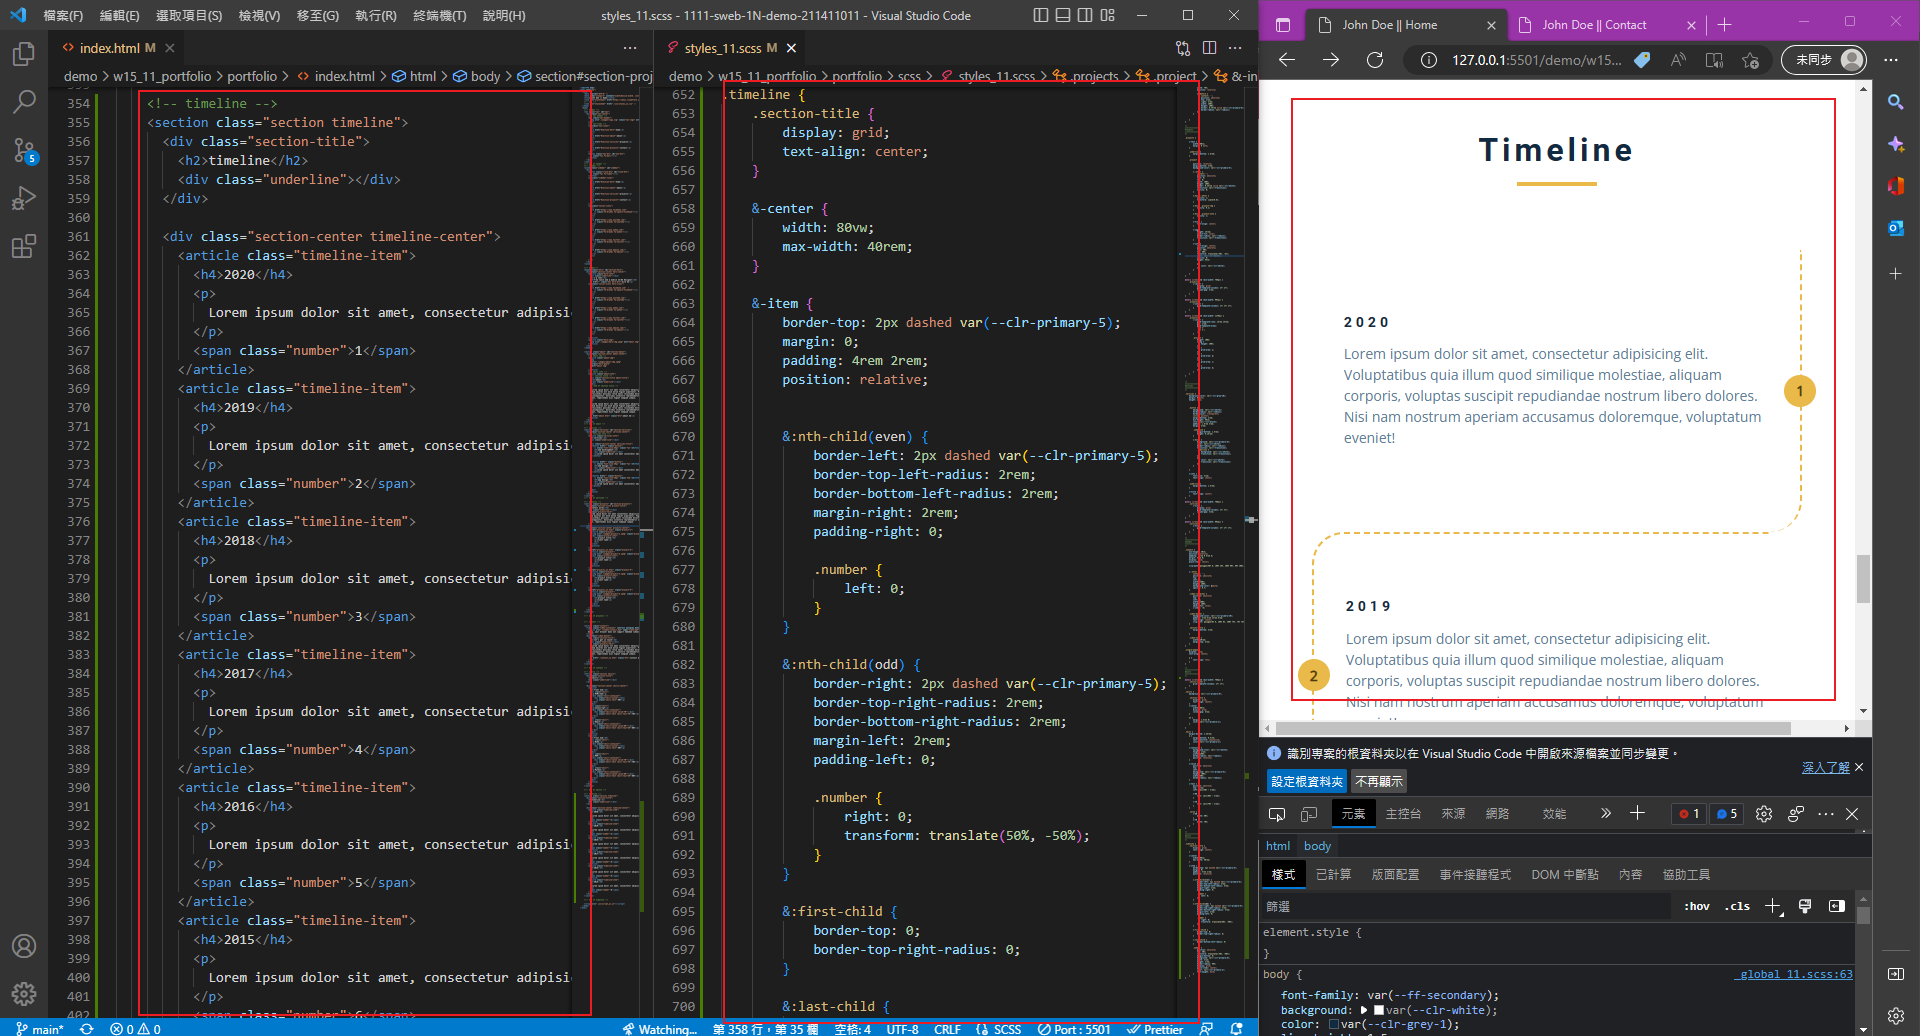 檔案(F) 編輯(E) 選取項目(S) 檢視(V) 移至(G) 執行(R) 終端機(T) 說明(H) styles_11.scss - 1111-sweb-1N-demo-211411011 - Visual Studio Code
index.html M
demo > w15_11_portfolio > portfolio > index.html > html > body > section#section-proj
354 <!-- timeline -->
355 <section class="section timeline">
356 <div class="section-title">
357 <h2>timeline</h2>
358 <div class="underline"></div>
359 </div>
360
361 <div class="section-center timeline-center">
362 <article class="timeline-item">
363 <h4>2020</h4>
364 <p>
365 Lorem ipsum dolor sit amet, consectetur adipisi
366 </p>
367 <span class="number">1</span>
368 </article>
369 <article class="timeline-item">
370 <h4>2019</h4>
371 <p>
372 Lorem ipsum dolor sit amet, consectetur adipisi
373 </p>
374 <span class="number">2</span>
375 </article>
376 <article class="timeline-item">
377 <h4>2018</h4>
378 <p>
379 Lorem ipsum dolor sit amet, consectetur adipisi
380 </p>
381 <span class="number">3</span>
382 </article>
383 <article class="timeline-item">
384 <h4>2017</h4>
385 <p>
386 Lorem ipsum dolor sit amet, consectetur adipisi
387 </p>
388 <span class="number">4</span>
389 </article>
390 <article class="timeline-item">
391 <h4>2016</h4>
392 <p>
393 Lorem ipsum dolor sit amet, consectetur adipisi
394 </p>
395 <span class="number">5</span>
396 </article>
397 <article class="timeline-item">
398 <h4>2015</h4>
399 <p>
400 Lorem ipsum dolor sit amet, consectetur adipisi
401 </p>
402 <span class="number">6</span>
styles_11.scss M
demo > w15_11_portfolio > portfolio > scss > styles_11.scss > .projects > .project > &-in
652 .timeline {
653 .section-title {
654 display: grid;
655 text-align: center;
656 }
657
658 &-center {
659 width: 80vw;
660 max-width: 40rem;
661 }
662
663 &-item {
664 border-top: 2px dashed var(--clr-primary-5);
665 margin: 0;
666 padding: 4rem 2rem;
667 position: relative;
668
669
670 &:nth-child(even) {
671 border-left: 2px dashed var(--clr-primary-5);
672 border-top-left-radius: 2rem;
673 border-bottom-left-radius: 2rem;
674 margin-right: 2rem;
675 padding-right: 0;
676
677 .number {
678 left: 0;
679 }
680 }
681
682 &:nth-child(odd) {
683 border-right: 2px dashed var(--clr-primary-5);
684 border-top-right-radius: 2rem;
685 border-bottom-right-radius: 2rem;
686 margin-left: 2rem;
687 padding-left: 0;
688
689 .number {
690 right: 0;
691 transform: translate(50%, -50%);
692 }
693 }
694
695 &:first-child {
696 border-top: 0;
697 border-top-right-radius: 0;
698 }
699
700 &:last-child {
5
main* 0 0 Watching... 第 358 行，第 35 欄 空格: 4 UTF-8 CRLF SCSS Port : 5501 Prettier
John Doe || Home
John Doe || Contact
127.0.0.1:5501/demo/w15... 未同步
Timeline
2020
Lorem ipsum dolor sit amet, consectetur adipisicing elit.
Voluptatibus quia illum quod similique molestiae, aliquam
corporis, voluptas suscipit repudiandae nostrum libero dolores.
Nisi nam nostrum aperiam accusamus doloremque, voluptatum
eveniet!
1
2019
Lorem ipsum dolor sit amet, consectetur adipisicing elit.
Voluptatibus quia illum quod similique molestiae, aliquam
corporis, voluptas suscipit repudiandae nostrum libero dolores.
Nisi nam nostrum aperiam accusamus doloremque, voluptatum
2
識別專案的根資料夾以在 Visual Studio Code 中開啟來源檔案並同步變更。
設定根資料夾 不再顯示 深入了解
元素 主控台 來源 網路 效能 1 5
html body
樣式 已計算 版面配置 事件接聽程式 DOM 中斷點 內容 協助工具
篩選 :hov .cls
element.style {
}
body { _global_11.scss:63
font-family: var(--ff-secondary);
background: var(--clr-white);
color: var(--clr-grey-1);